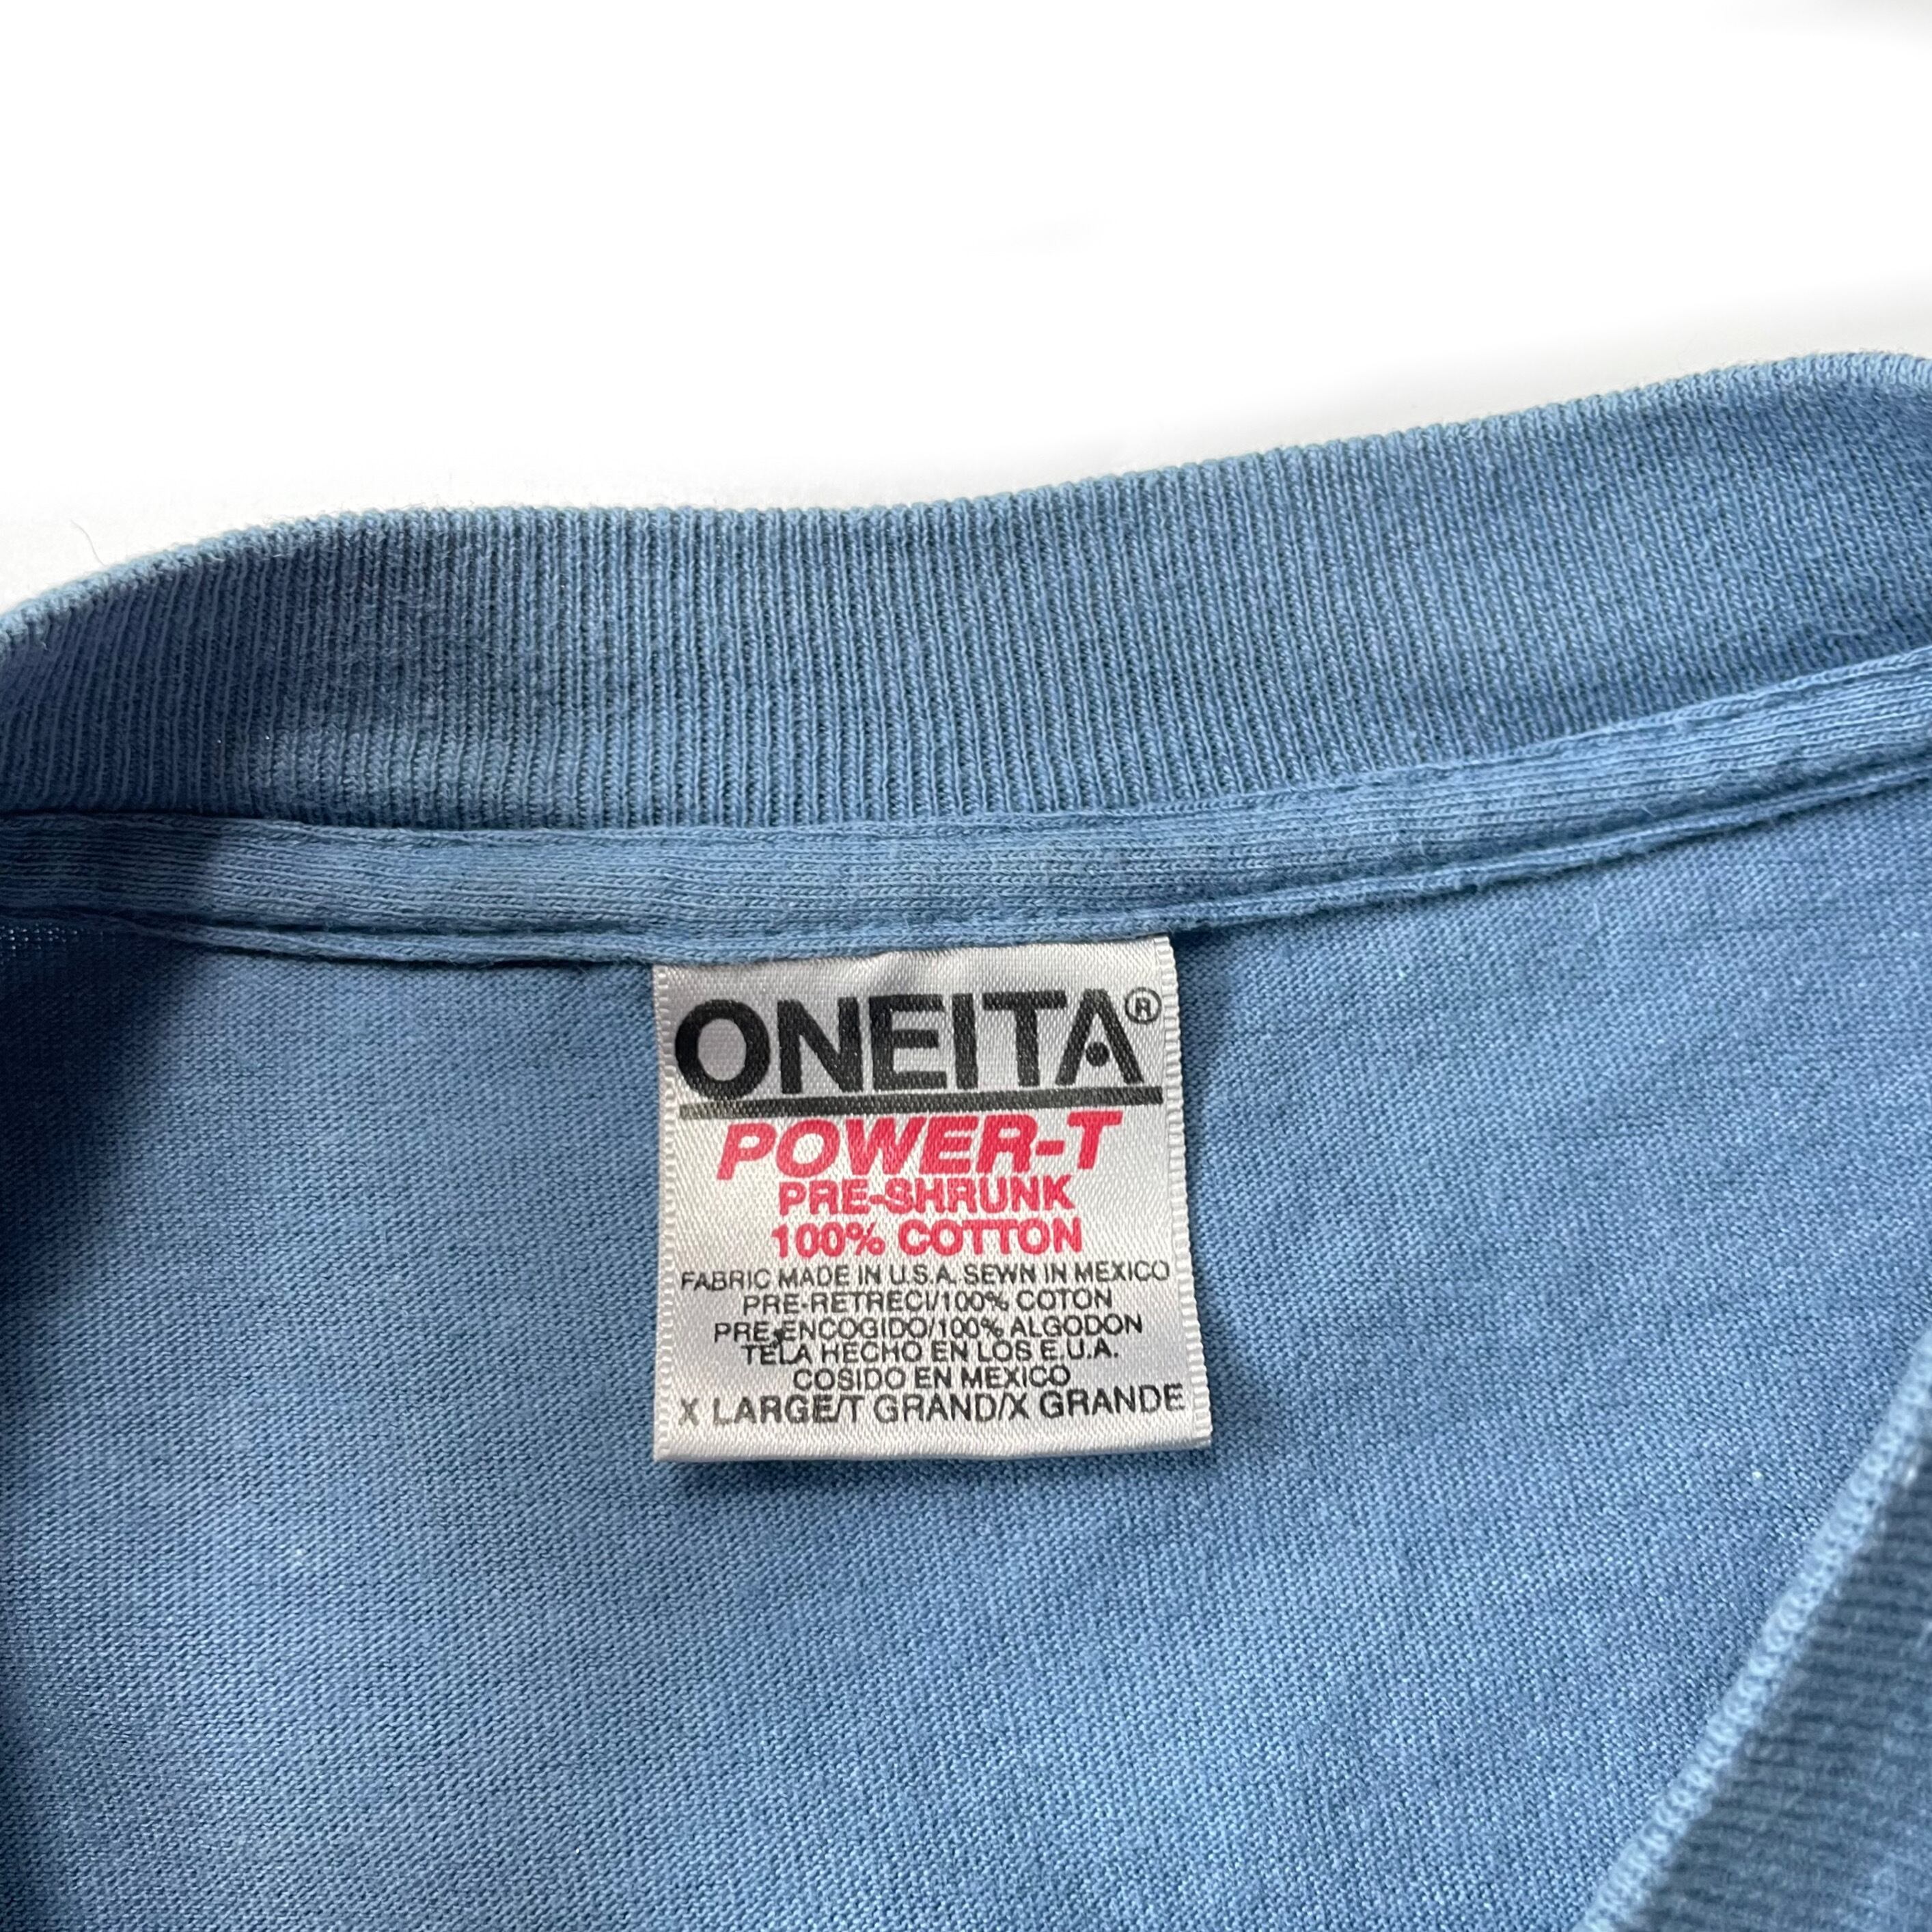 ONEITA®
POWER-T
PRE-SHRUNK
100% COTTON
FABRIC MADE IN U.S.A. SEWN IN MEXICO
PRE-RETRECI/100% COTON
PRE-ENCOGIDO/100% ALGODON
TELA HECHO EN LOS E.U.A.
COSIDO EN MEXICO
X LARGE/T GRAND/X GRANDE